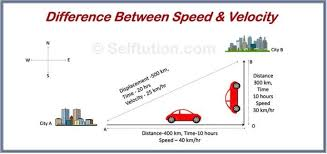 Difference Between Speed & Velocity
© Selftution.com
N
W
E
S
City B
City A
Displacement -500 km,
Time - 20 hrs
Velocity - 25 km/hr
Distance
300 km,
Time-10
hours
Speed
30 km/hr
A
B
O
Distance-400 km, Time-10 hours
Speed – 40 km/hr